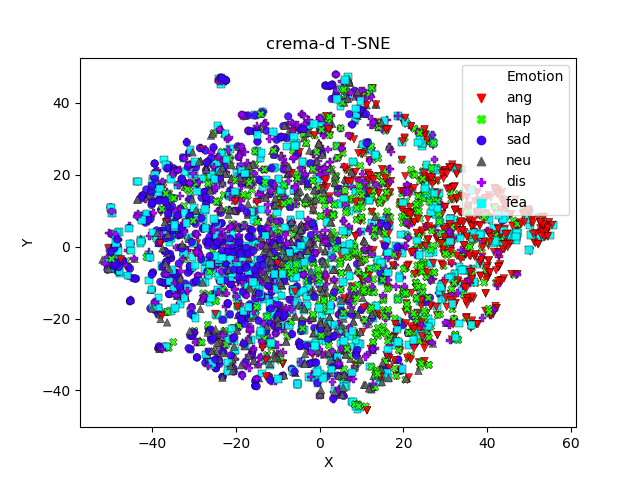 crema-d T-SNE
Emotion
ang
hap
sad
neu
dis
fea
40
20
0
−20
−40
Y
−40
−20
0
20
40
60
X